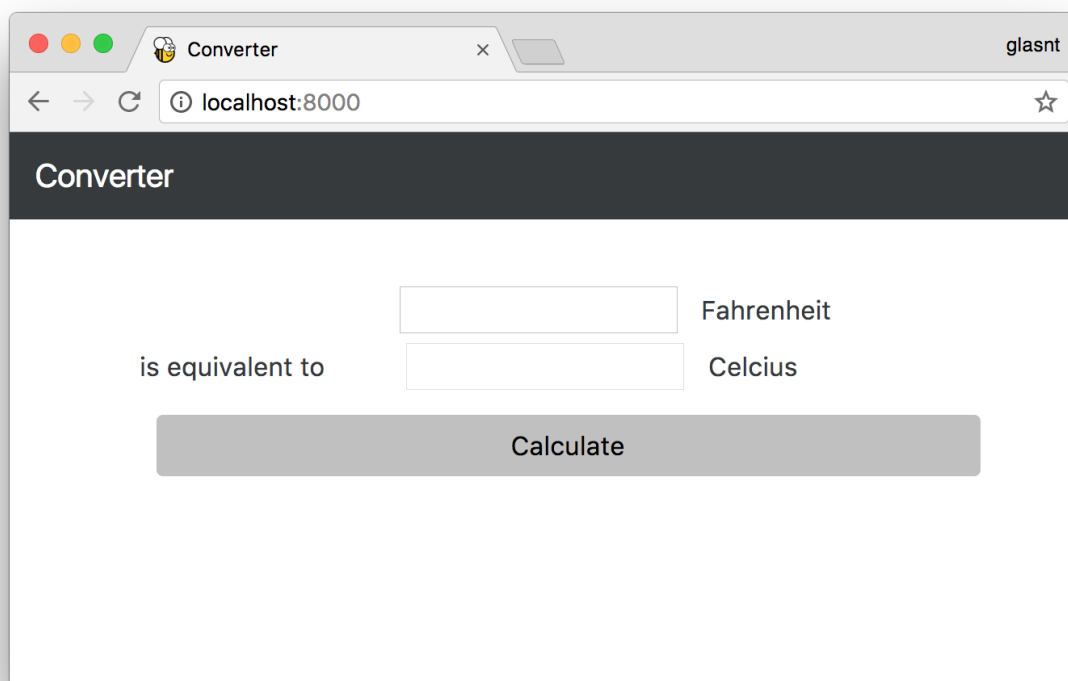 Converter
glasnt
localhost:8000
Converter
Fahrenheit
is equivalent to Celcius
Calculate